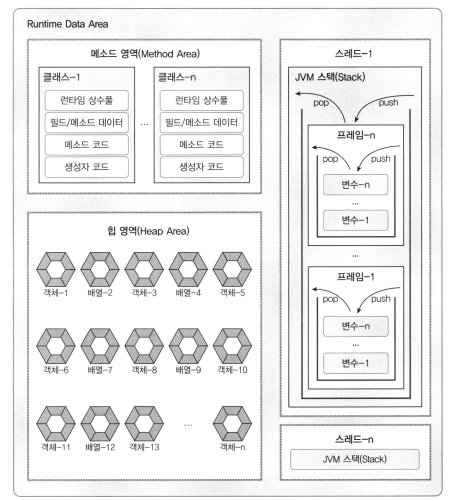 Runtime Data Area
메소드 영역(Method Area)
클래스-1
런타임 상수풀
필드/메소드 데이터
메소드 코드
생성자 코드
...
클래스-n
런타임 상수풀
필드/메소드 데이터
메소드 코드
생성자 코드
힙 영역(Heap Area)
객체-1 배열-2 객체-3 배열-4 객체-5
객체-6 배열-7 객체-8 배열-9 객체-10
객체-11 배열-12 객체-13 ... 객체-n
스레드-1
JVM 스택(Stack)
pop push
프레임-n
pop push
변수-n
...
변수-1
...
프레임-1
pop push
변수-n
...
변수-1
스레드-n
JVM 스택(Stack)